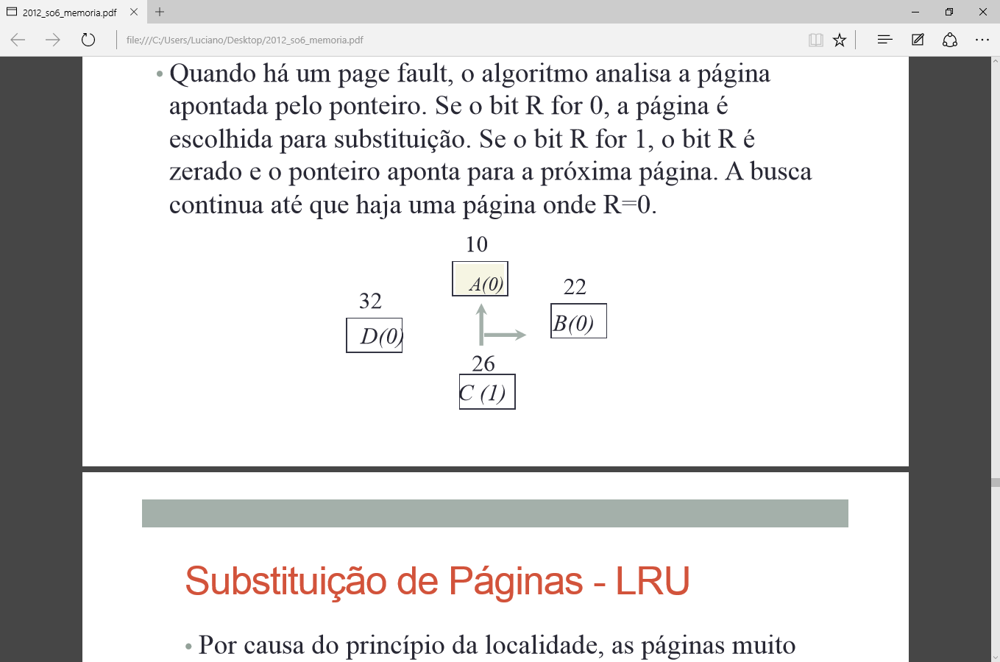 2012_so6_memoria.pdf
file:///C:/Users/Luciano/Desktop/2012_so6_memoria.pdf
• Quando há um page fault, o algoritmo analisa a página
apontada pelo ponteiro. Se o bit R for 0, a página é
escolhida para substituição. Se o bit R for 1, o bit R é
zerado e o ponteiro aponta para a próxima página. A busca
continua até que haja uma página onde R=0.
10
A(0)
22
B(0)
32
D(0)
26
C (1)
Substituição de Páginas - LRU
• Por causa do princípio da localidade, as páginas muito